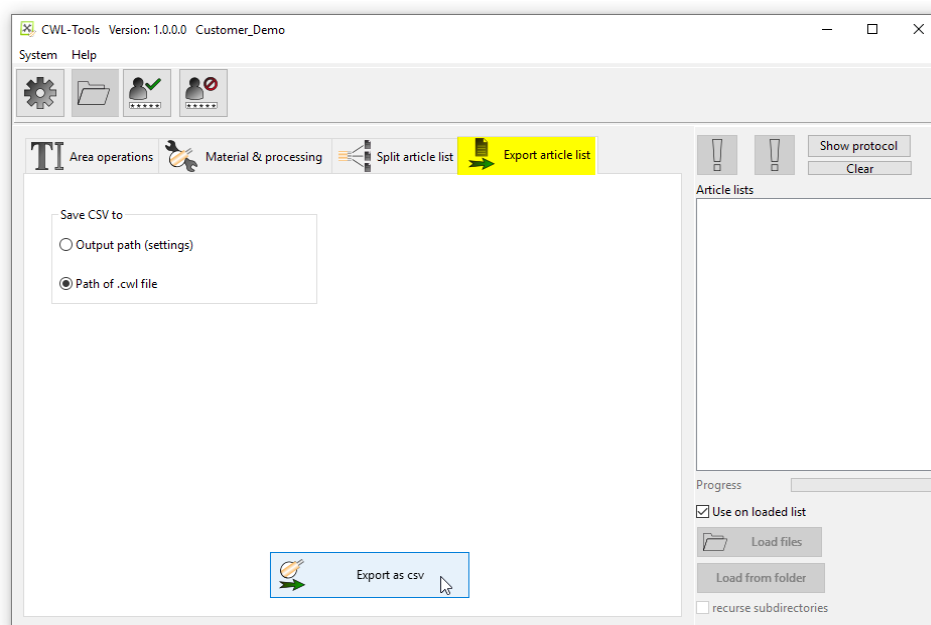 CWL-Tools Version: 1.0.0.0 Customer_Demo
System Help
Area operations
Material & processing
Split article list
Export article list
Save CSV to
Output path (settings)
Path of .cwl file
Export as csv
Show protocol
Clear
Article lists
Progress
Use on loaded list
Load files
Load from folder
recurse subdirectories